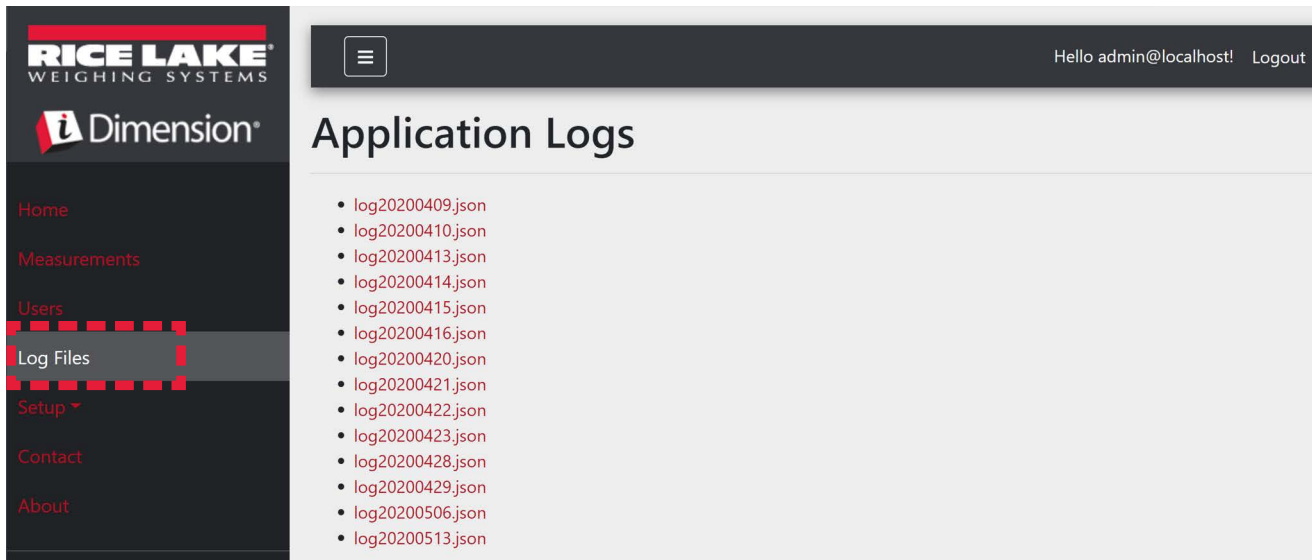 RICE LAKE®
WEIGHING SYSTEMS
i Dimension®
Home
Measurements
Users
Log Files
Setup
Contact
About
☰
Hello admin@localhost! Logout
Application Logs
• log20200409.json
• log20200410.json
• log20200413.json
• log20200414.json
• log20200415.json
• log20200416.json
• log20200420.json
• log20200421.json
• log20200422.json
• log20200423.json
• log20200428.json
• log20200429.json
• log20200506.json
• log20200513.json